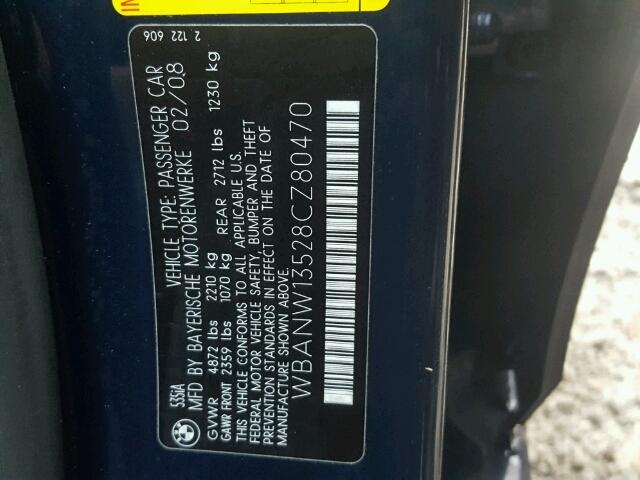 535iA VEHICLE TYPE: PASSENGER CAR 2 122 606
MFD BY BAYERISCHE MOTORENWERKE 02/08
GVWR 4872 lbs 2210 kg
GAWR FRONT 2359 lbs 1070 kg REAR 2712 lbs 1230 kg
THIS VEHICLE CONFORMS TO ALL APPLICABLE U.S.
FEDERAL MOTOR VEHICLE SAFETY, BUMPER AND THEFT
PREVENTION STANDARDS IN EFFECT ON THE DATE OF
MANUFACTURE SHOWN ABOVE.
WBANW13528CZ80470
BMW